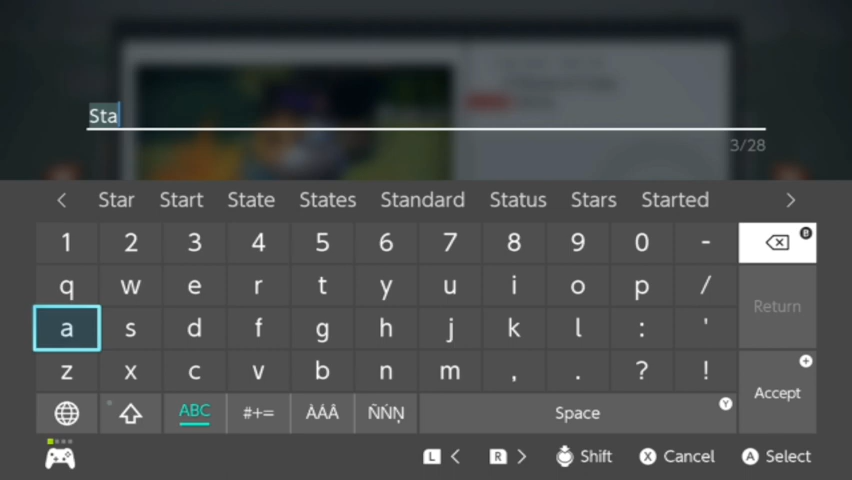 Sta
3/28
< Star Start State States Standard Status Stars Started >
1 2 3 4 5 6 7 8 9 0 - B
q w e r t y u i o p / Return
a s d f g h j k l : '
z x c v b n m , . ? ! + Accept
ABC #+= ÀÁÂ ÑŃŅ Space Y
L < R > Shift X Cancel A Select